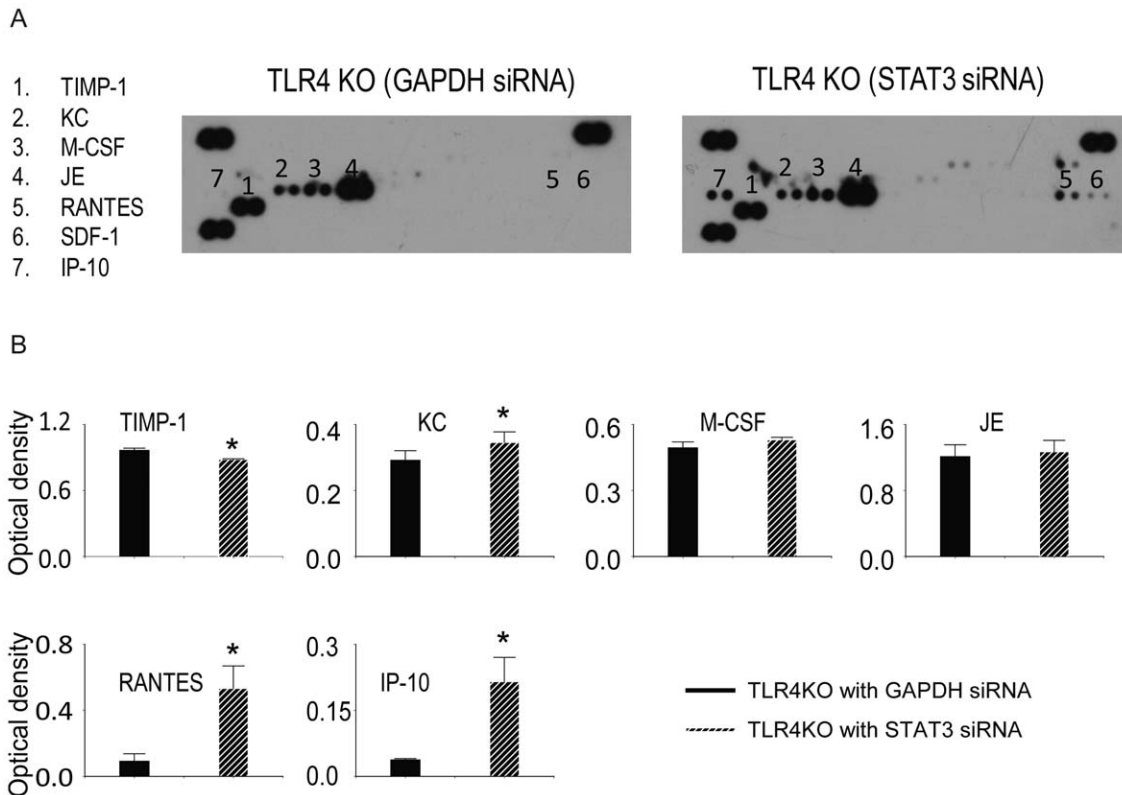 A
1. TIMP-1
2. KC
3. M-CSF
4. JE
5. RANTES
6. SDF-1
7. IP-10
TLR4 KO (GAPDH siRNA)
7 1 2 3 4 5 6
TLR4 KO (STAT3 siRNA)
7 1 2 3 4 5 6
B
Optical density
1.2
0.6
0.0
TIMP-1
*
0.4
0.2
0.0
KC
*
0.6
0.3
0.0
M-CSF
1.6
0.8
0.0
JE
Optical density
0.8
0.4
0.0
RANTES
*
0.3
0.15
0.0
IP-10
*
TLR4KO with GAPDH siRNA
TLR4KO with STAT3 siRNA